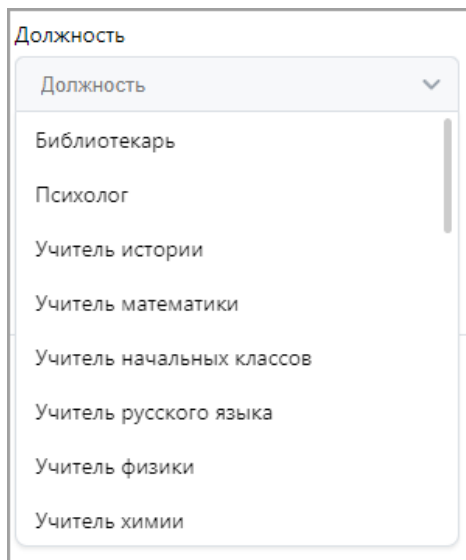 Должность
Должность
Библиотекарь
Психолог
Учитель истории
Учитель математики
Учитель начальных классов
Учитель русского языка
Учитель физики
Учитель химии